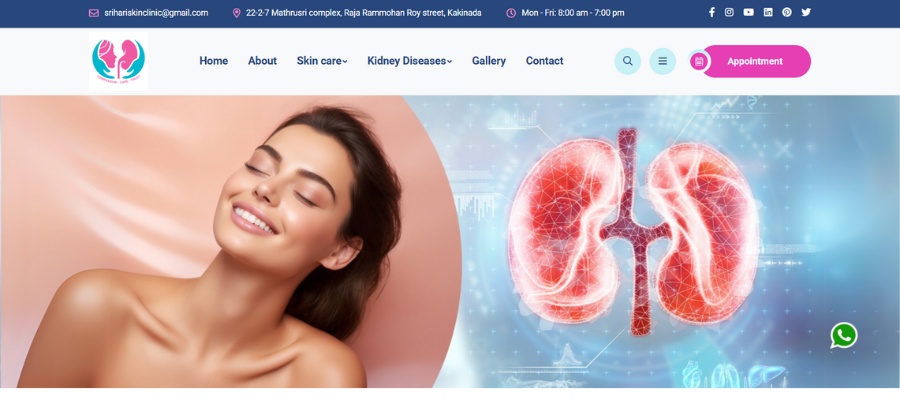 srihariskinclinic@gmail.com
22-2-7 Mathrusri complex, Raja Rammohan Roy street, Kakinada
Mon - Fri: 8:00 am - 7:00 pm
Home
About
Skin care
Kidney Diseases
Gallery
Contact
Appointment